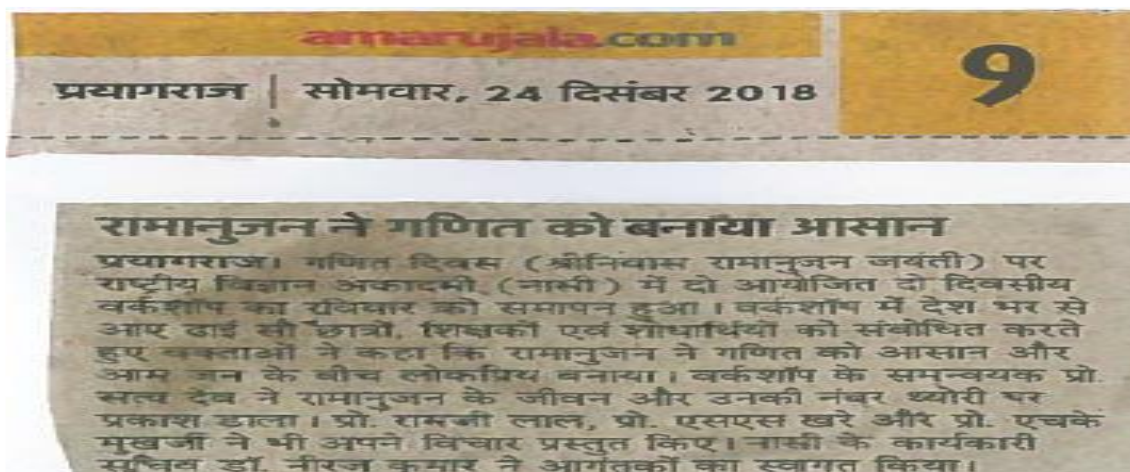 amarujala.com
9
प्रयागराज | सोमवार, 24 दिसंबर 2018
रामानुजन ने गणित को बनाया आसान
प्रयागराज। गणित दिवस (श्रीनिवास रामानुजन जयंती) पर
राष्ट्रीय विज्ञान अकादमी (नासी) में दो आयोजित दो दिवसीय
वर्कशॉप का रविवार को समापन हुआ। वर्कशॉप में देश भर से
आए ढाई सौ छात्रों, शिक्षकों एवं शोधार्थियों को संबोधित करते
हुए वक्ताओं ने कहा कि रामानुजन ने गणित को आसान और
आम जन के बीच लोकप्रिय बनाया। वर्कशॉप के समन्वयक प्रो.
सत्य देव ने रामानुजन के जीवन और उनकी नंबर थ्योरी पर
प्रकाश डाला। प्रो. रामजी लाल, प्रो. एसएस खरे और प्रो. एचके
मुखर्जी ने भी अपने विचार प्रस्तुत किए। नासी के कार्यकारी
सचिव डॉ. नीरज कुमार ने आगंतकों का स्वागत किया।